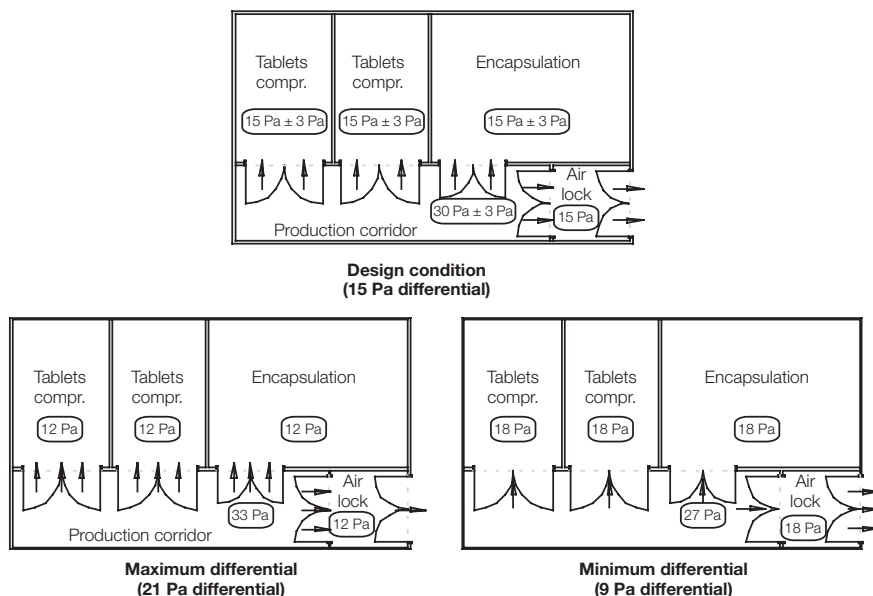 Tablets
compr.
Tablets
compr.
Encapsulation
15 Pa ± 3 Pa
15 Pa ± 3 Pa
15 Pa ± 3 Pa
Air
lock
30 Pa ± 3 Pa
15 Pa
Production corridor
Design condition
(15 Pa differential)
Tablets
compr.
Tablets
compr.
Encapsulation
12 Pa
12 Pa
12 Pa
Air
lock
33 Pa
12 Pa
Production corridor
Maximum differential
(21 Pa differential)
Tablets
compr.
Tablets
compr.
Encapsulation
18 Pa
18 Pa
18 Pa
Air
lock
27 Pa
18 Pa
Minimum differential
(9 Pa differential)